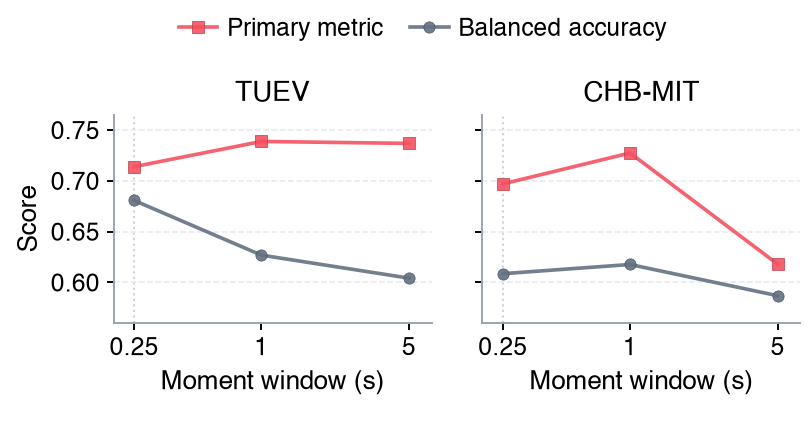 Primary metric Balanced accuracy
TUEV CHB-MIT
0.75
0.70
0.65
0.60
Score
0.25 1 5 0.25 1 5
Moment window (s) Moment window (s)